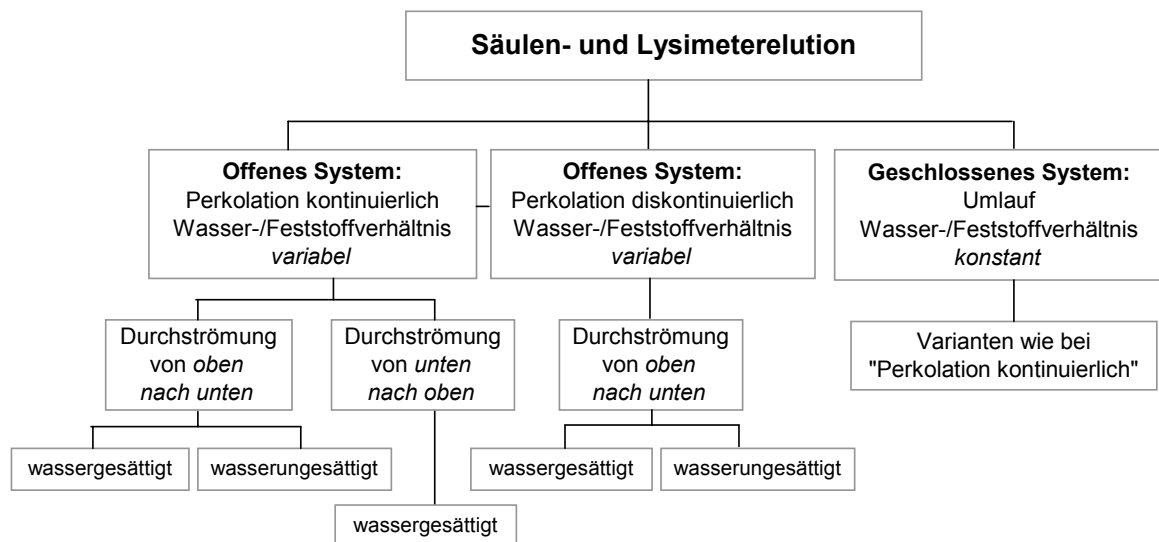 Säulen- und Lysimeterelution
Offenes System:
Perkolation kontinuierlich
Wasser-/Feststoffverhältnis
variabel
Offenes System:
Perkolation diskontinuierlich
Wasser-/Feststoffverhältnis
variabel
Geschlossenes System:
Umlauf
Wasser-/Feststoffverhältnis
konstant
Durchströmung
von oben
nach unten
Durchströmung
von unten
nach oben
Durchströmung
von oben
nach unten
Varianten wie bei
"Perkolation kontinuierlich"
wassergesättigt
wasserungesättigt
wassergesättigt
wasserungesättigt
wassergesättigt